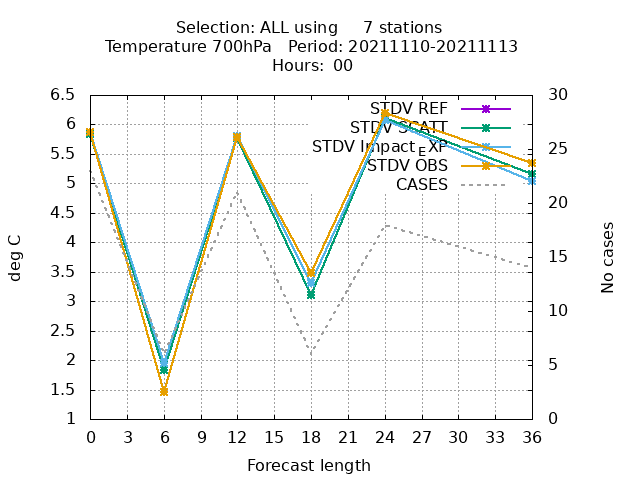 Selection: ALL using 7 stations
Temperature 700hPa Period: 20211110-20211113
Hours: 00
STDV REF
STDV SCATT
STDV Impact_EXP
STDV OBS
CASES
6.5
6
5.5
5
4.5
4
3.5
3
2.5
2
1.5
1
deg C
30
25
20
15
10
5
0
No cases
0 3 6 9 12 15 18 21 24 27 30 33 36
Forecast length